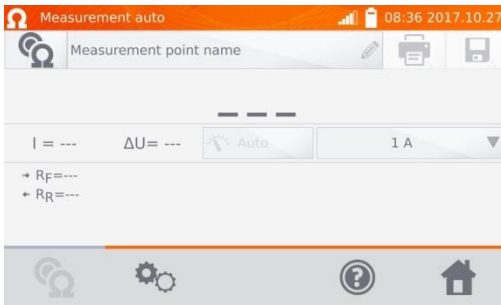 Measurement auto 08:36 2017.10.27
Measurement point name
---
I = --- ΔU= --- Auto 1 A
→ RF=---
← RR=---